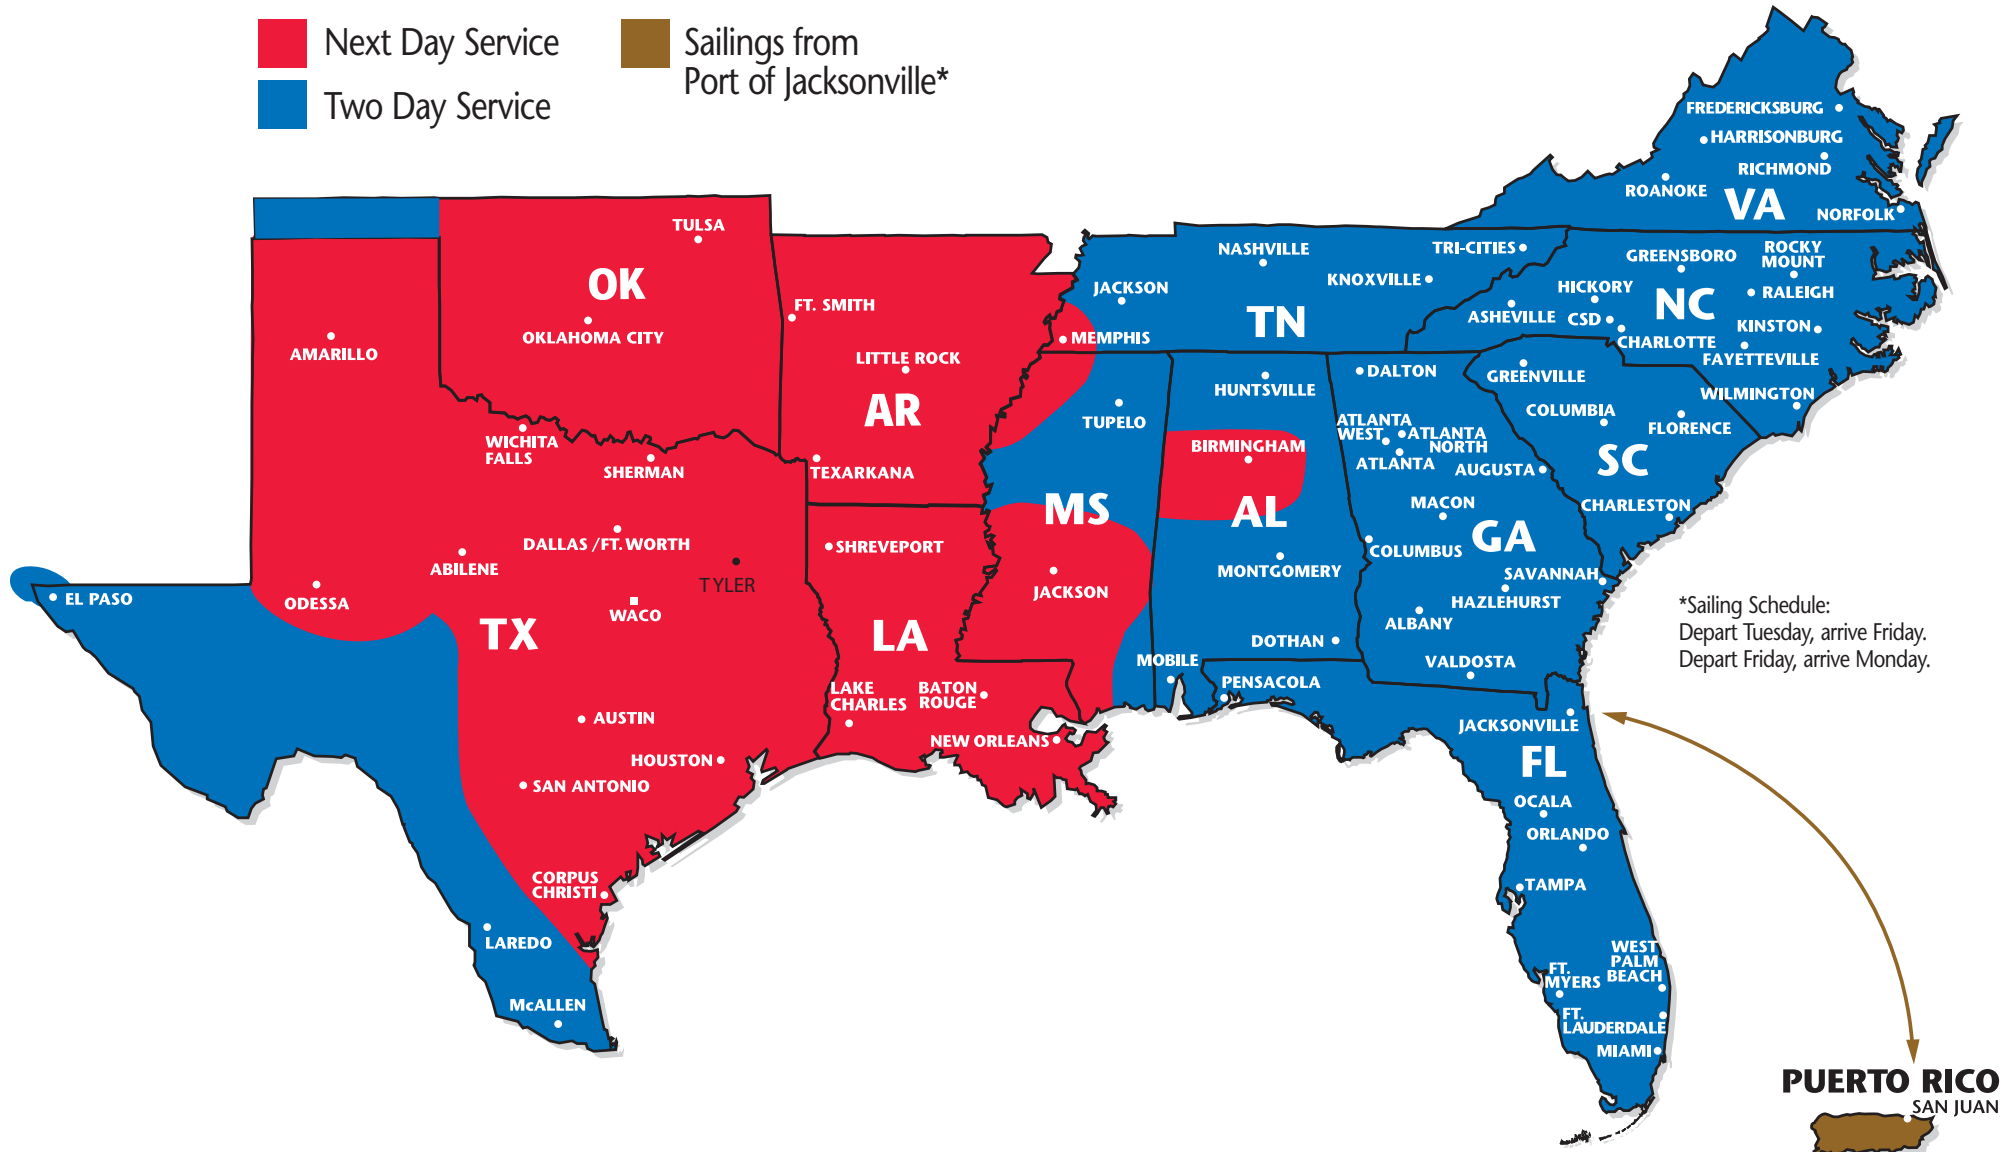 Next Day Service
Two Day Service
Sailings from
Port of Jacksonville*
FREDERICKSBURG
HARRISONBURG
RICHMOND
ROANOKE
VA
NORFOLK
TULSA
OK
OKLAHOMA CITY
AMARILLO
FT. SMITH
LITTLE ROCK
AR
TEXARKANA
NASHVILLE
TRI-CITIES
KNOXVILLE
JACKSON
TN
MEMPHIS
GREENSBORO
ROCKY
MOUNT
HICKORY
NC
RALEIGH
ASHEVILLE
CSD
KINSTON
CHARLOTTE
FAYETTEVILLE
WILMINGTON
GREENVILLE
COLUMBIA
FLORENCE
SC
CHARLESTON
WICHITA
FALLS
SHERMAN
DALLAS /FT. WORTH
ABILENE
TYLER
ODESSA
WACO
EL PASO
TX
AUSTIN
HOUSTON
SAN ANTONIO
CORPUS
CHRISTI
LAREDO
McALLEN
SHREVEPORT
LA
LAKE
CHARLES
BATON
ROUGE
NEW ORLEANS
TUPELO
MS
JACKSON
HUNTSVILLE
BIRMINGHAM
AL
MONTGOMERY
DOTHAN
MOBILE
DALTON
ATLANTA
WEST
ATLANTA
NORTH
ATLANTA
AUGUSTA
MACON
GA
COLUMBUS
SAVANNAH
HAZLEHURST
ALBANY
VALDOSTA
PENSACOLA
JACKSONVILLE
FL
OCALA
ORLANDO
TAMPA
WEST
PALM
BEACH
FT.
MYERS
FT.
LAUDERDALE
MIAMI
*Sailing Schedule:
Depart Tuesday, arrive Friday.
Depart Friday, arrive Monday.
PUERTO RICO
SAN JUAN